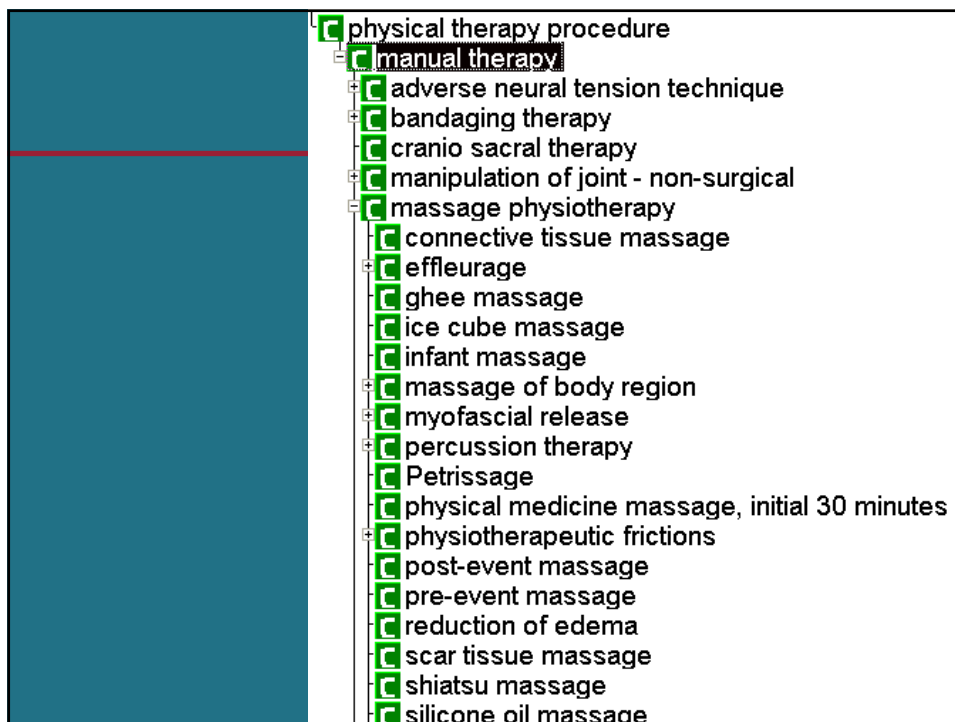 physical therapy procedure
manual therapy
adverse neural tension technique
bandaging therapy
cranio sacral therapy
manipulation of joint - non-surgical
massage physiotherapy
connective tissue massage
effleurage
ghee massage
ice cube massage
infant massage
massage of body region
myofascial release
percussion therapy
Petrissage
physical medicine massage, initial 30 minutes
physiotherapeutic frictions
post-event massage
pre-event massage
reduction of edema
scar tissue massage
shiatsu massage
silicone oil massage